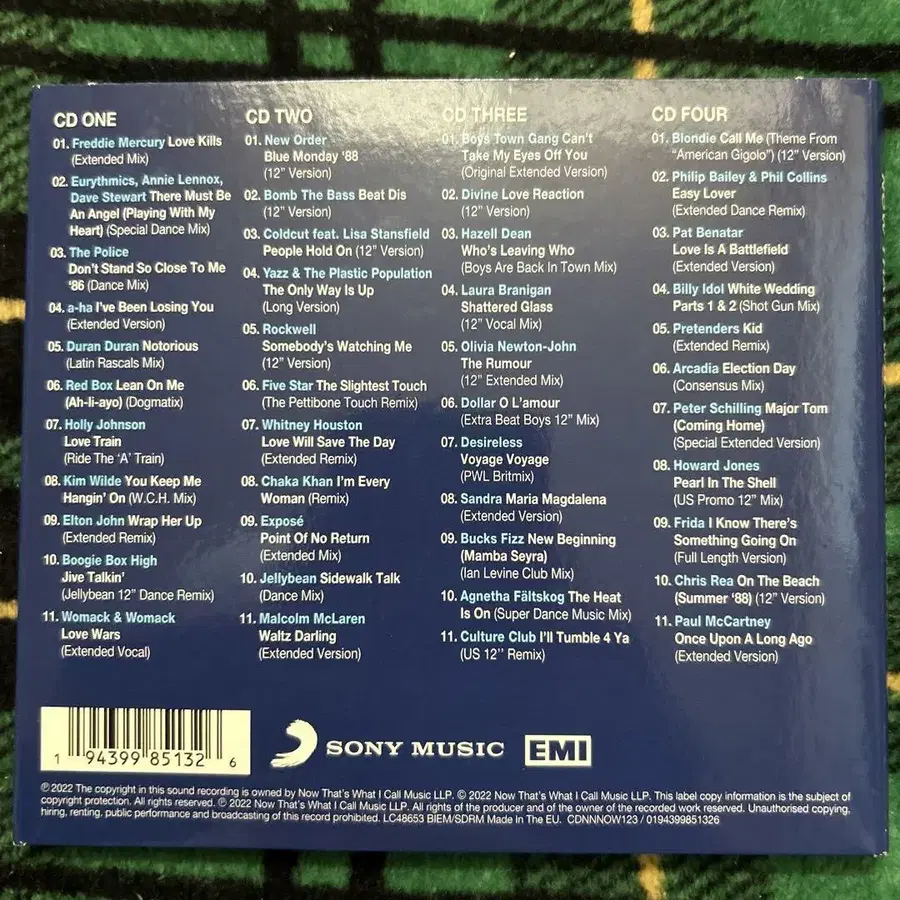 CD ONE
01. Freddie Mercury Love Kills
(Extended Mix)
02. Eurythmics, Annie Lennox,
Dave Stewart There Must Be
An Angel (Playing With My
Heart) (Special Dance Mix)
03. The Police
Don't Stand So Close To Me
'86 (Dance Mix)
04. a-ha I've Been Losing You
(Extended Version)
05. Duran Duran Notorious
(Latin Rascals Mix)
06. Red Box Lean On Me
(Ah-li-ayo) (Dogmatix)
07. Holly Johnson
Love Train
(Ride The 'A' Train)
08. Kim Wilde You Keep Me
Hangin' On (W.C.H. Mix)
09. Elton John Wrap Her Up
(Extended Remix)
10. Boogie Box High
Jive Talkin'
(Jellybean 12" Dance Remix)
11. Womack & Womack
Love Wars
(Extended Vocal)
CD TWO
01. New Order
Blue Monday '88
(12" Version)
02. Bomb The Bass Beat Dis
(12" Version)
03. Coldcut feat. Lisa Stansfield
People Hold On (12" Version)
04. Yazz & The Plastic Population
The Only Way Is Up
(Long Version)
05. Rockwell
Somebody's Watching Me
(12" Version)
06. Five Star The Slightest Touch
(The Pettibone Touch Remix)
07. Whitney Houston
Love Will Save The Day
(Extended Remix)
08. Chaka Khan I'm Every
Woman (Remix)
09. Exposé
Point Of No Return
(Extended Mix)
10. Jellybean Sidewalk Talk
(Dance Mix)
11. Malcolm McLaren
Waltz Darling
(Extended Version)
CD THREE
01. Boys Town Gang Can't
Take My Eyes Off You
(Original Extended Version)
02. Divine Love Reaction
(12" Version)
03. Hazell Dean
Who's Leaving Who
(Boys Are Back In Town Mix)
04. Laura Branigan
Shattered Glass
(12" Vocal Mix)
05. Olivia Newton-John
The Rumour
(12" Extended Mix)
06. Dollar O L'amour
(Extra Beat Boys 12" Mix)
07. Desireless
Voyage Voyage
(PWL Britmix)
08. Sandra Maria Magdalena
(Extended Version)
09. Bucks Fizz New Beginning
(Mamba Seyra)
(Ian Levine Club Mix)
10. Agnetha Fältskog The Heat
Is On (Super Dance Music Mix)
11. Culture Club I'll Tumble 4 Ya
(US 12" Remix)
CD FOUR
01. Blondie Call Me (Theme From
"American Gigolo") (12" Version)
02. Philip Bailey & Phil Collins
Easy Lover
(Extended Dance Remix)
03. Pat Benatar
Love Is A Battlefield
(Extended Version)
04. Billy Idol White Wedding
Parts 1 & 2 (Shot Gun Mix)
05. Pretenders Kid
(Extended Remix)
06. Arcadia Election Day
(Consensus Mix)
07. Peter Schilling Major Tom
(Coming Home)
(Special Extended Version)
08. Howard Jones
Pearl In The Shell
(US Promo 12" Mix)
09. Frida I Know There's
Something Going On
(Full Length Version)
10. Chris Rea On The Beach
(Summer '88) (12" Version)
11. Paul McCartney
Once Upon A Long Ago
(Extended Version)
1 94399 85132 6
SONY MUSIC
EMI
℗ 2022 The copyright in this sound recording is owned by Now That's What I Call Music LLP. © 2022 Now That's What I Call Music LLP. This label copy information is the subject of
copyright protection. All rights reserved. ℗ 2022 Now That's What I Call Music LLP. All rights of the producer and of the owner of the recorded work reserved. Unauthorised copying,
hiring, renting, public performance and broadcasting of this record prohibited. LC48653 BIEM/SDRM Made In The EU. CDNNNOW123 / 0194399851326